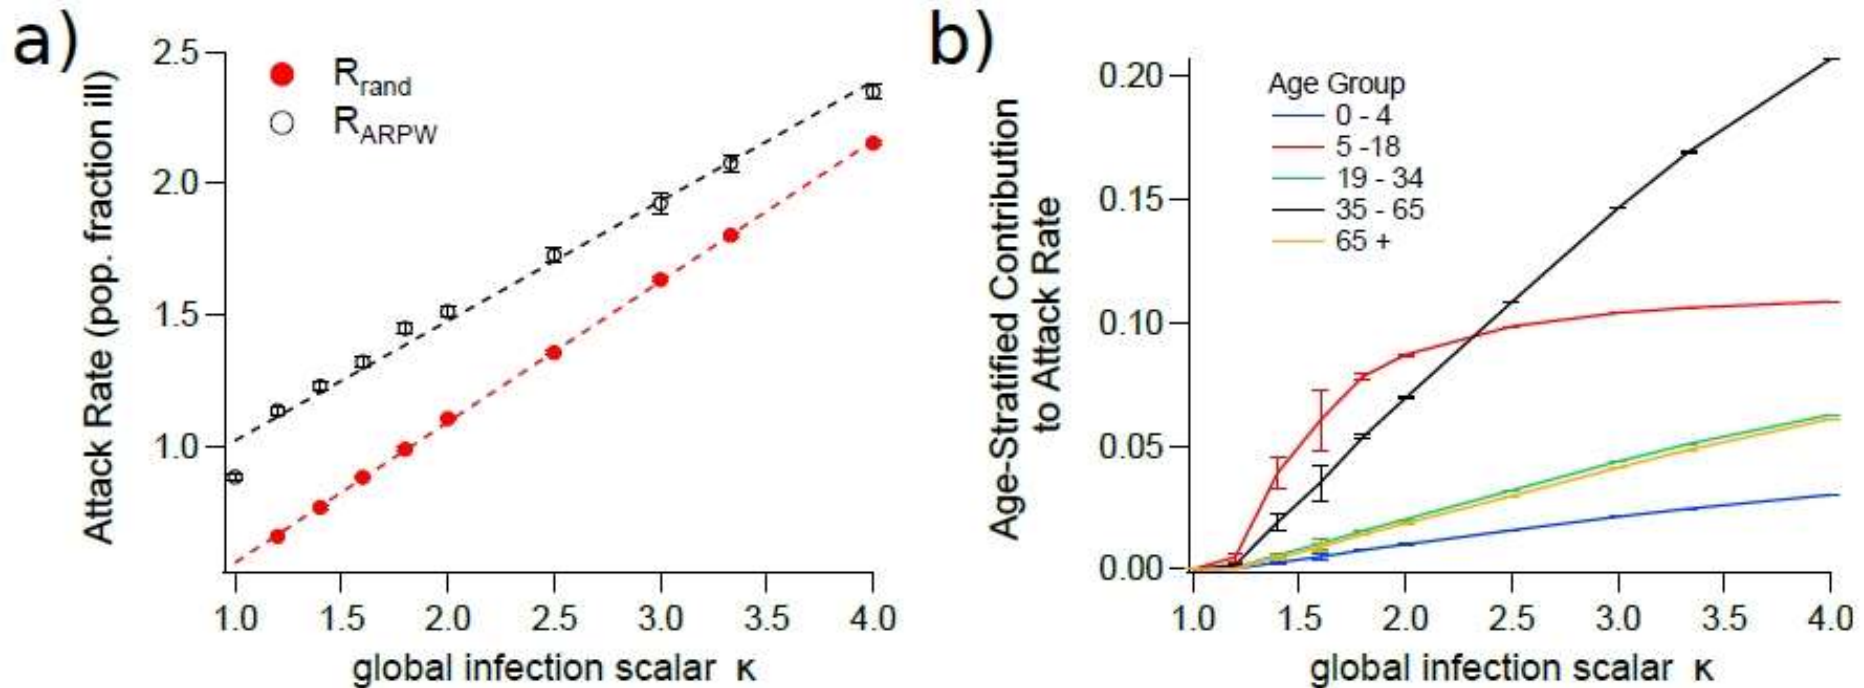 a)
Attack Rate (pop. fraction ill)
2.5
2.0
1.5
1.0
R_rand
R_ARPW
1.0 1.5 2.0 2.5 3.0 3.5 4.0
global infection scalar κ
b)
Age-Stratified Contribution
to Attack Rate
0.20
0.15
0.10
0.05
0.00
Age Group
0 - 4
5 -18
19 - 34
35 - 65
65 +
1.0 1.5 2.0 2.5 3.0 3.5 4.0
global infection scalar κ